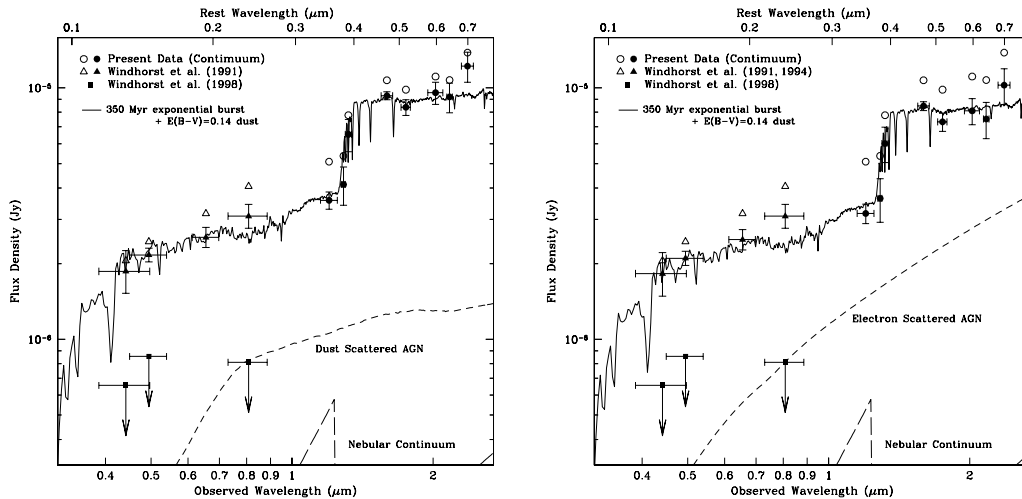 Rest Wavelength (μm)
0.1 0.2 0.3 0.4 0.5 0.6 0.7
Present Data (Continuum)
Windhorst et al. (1991)
Windhorst et al. (1998)
350 Myr exponential burst
+ E(B-V)=0.14 dust
10⁻⁵
10⁻⁶
Flux Density (Jy)
Dust Scattered AGN
Nebular Continuum
0.4 0.5 0.6 0.7 0.8 0.9 1 2
Observed Wavelength (μm)
Rest Wavelength (μm)
0.1 0.2 0.3 0.4 0.5 0.6 0.7
Present Data (Continuum)
Windhorst et al. (1991, 1994)
Windhorst et al. (1998)
350 Myr exponential burst
+ E(B-V)=0.14 dust
10⁻⁵
10⁻⁶
Flux Density (Jy)
Electron Scattered AGN
Nebular Continuum
0.4 0.5 0.6 0.7 0.8 0.9 1 2
Observed Wavelength (μm)